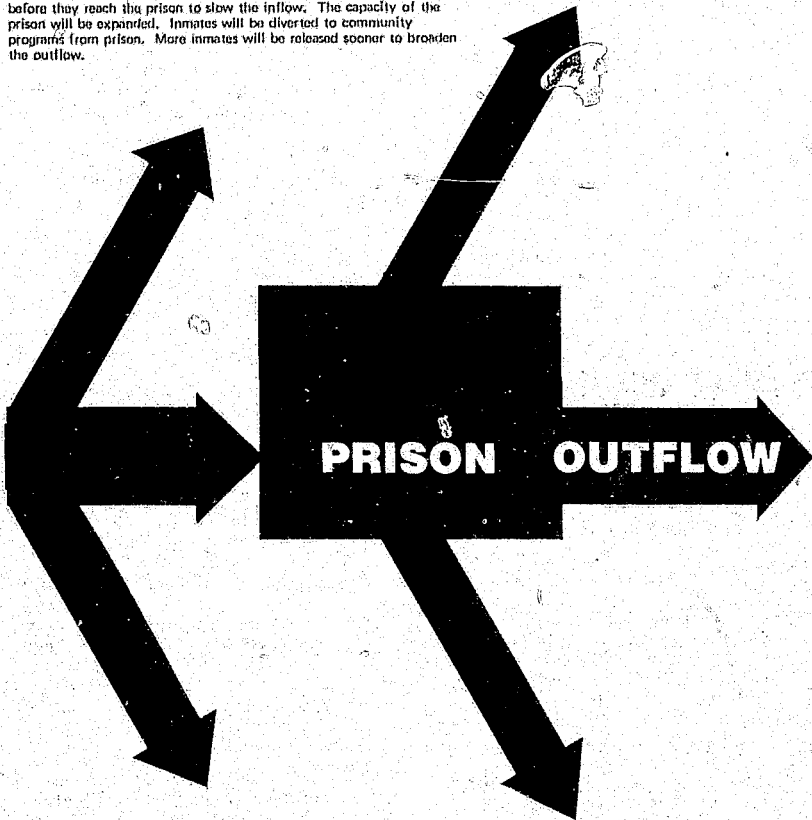 before they reach the prison to slow the inflow. The capacity of the
prison will be expanded. Inmates will be diverted to community
programs from prison. More inmates will be released sooner to broaden
the outflow.
PRISON OUTFLOW